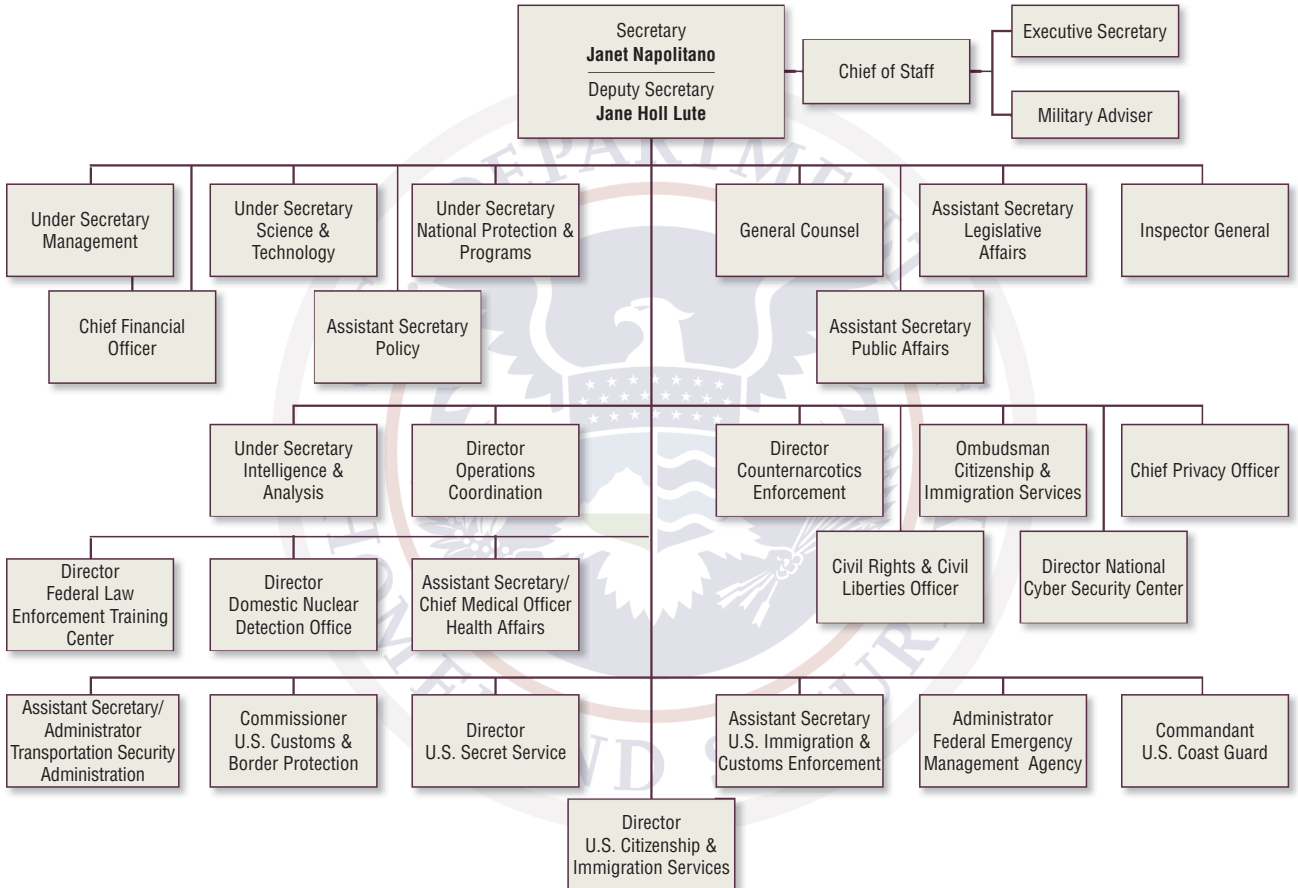 Secretary
Janet Napolitano
Deputy Secretary
Jane Holl Lute
Chief of Staff
Executive Secretary
Military Adviser
Under Secretary
Management
Under Secretary
Science &
Technology
Under Secretary
National Protection &
Programs
General Counsel
Assistant Secretary
Legislative
Affairs
Inspector General
Chief Financial
Officer
Assistant Secretary
Policy
Assistant Secretary
Public Affairs
Under Secretary
Intelligence &
Analysis
Director
Operations
Coordination
Director
Counternarcotics
Enforcement
Ombudsman
Citizenship &
Immigration Services
Chief Privacy Officer
Director
Federal Law
Enforcement Training
Center
Director
Domestic Nuclear
Detection Office
Assistant Secretary/
Chief Medical Officer
Health Affairs
Civil Rights & Civil
Liberties Officer
Director National
Cyber Security Center
Assistant Secretary/
Administrator
Transportation Security
Administration
Commissioner
U.S. Customs &
Border Protection
Director
U.S. Secret Service
Assistant Secretary
U.S. Immigration &
Customs Enforcement
Administrator
Federal Emergency
Management Agency
Commandant
U.S. Coast Guard
Director
U.S. Citizenship &
Immigration Services